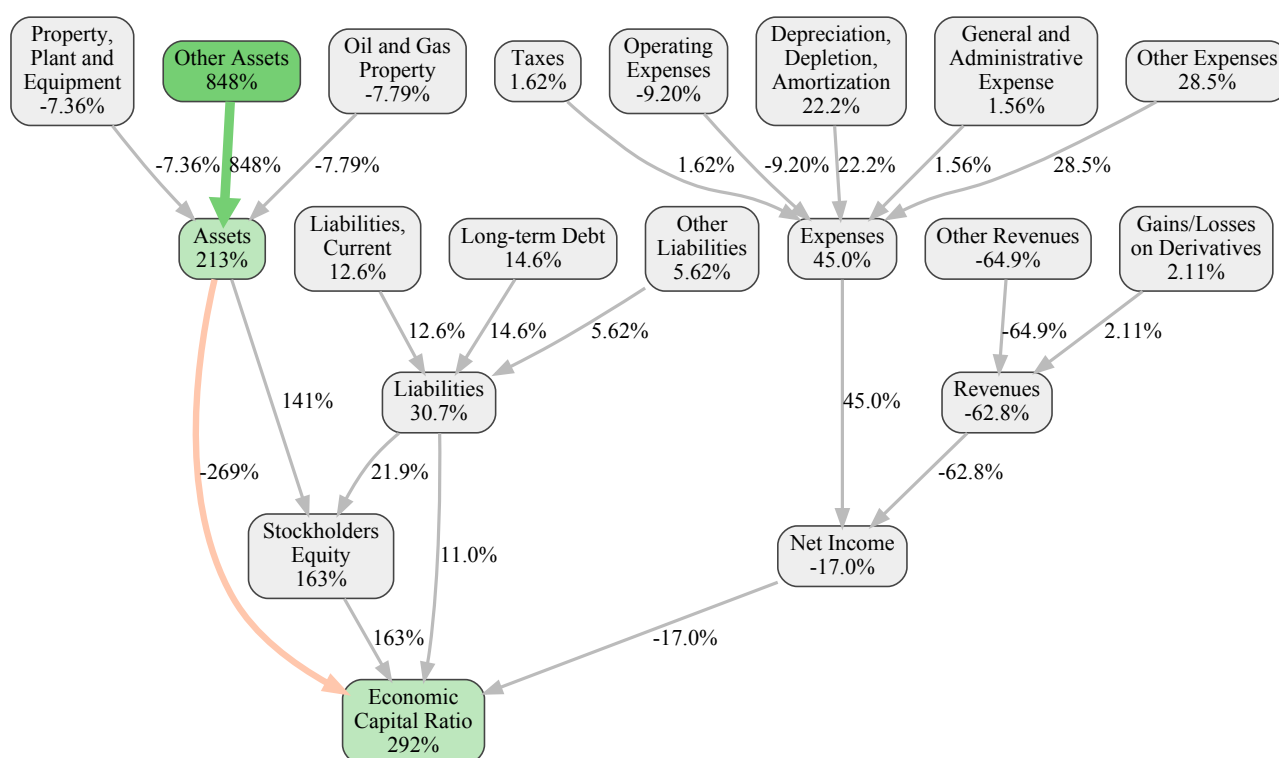 Property,
Plant and
Equipment
-7.36%
Other Assets
848%
Oil and Gas
Property
-7.79%
Taxes
1.62%
Operating
Expenses
-9.20%
Depreciation,
Depletion,
Amortization
22.2%
General and
Administrative
Expense
1.56%
Other Expenses
28.5%
-7.36%
848%
-7.79%
1.62%
-9.20%
22.2%
1.56%
28.5%
Assets
213%
Liabilities,
Current
12.6%
Long-term Debt
14.6%
Other
Liabilities
5.62%
Expenses
45.0%
Other Revenues
-64.9%
Gains/Losses
on Derivatives
2.11%
12.6%
14.6%
5.62%
-64.9%
2.11%
141%
Liabilities
30.7%
45.0%
Revenues
-62.8%
-269%
21.9%
-62.8%
Stockholders
Equity
163%
11.0%
Net Income
-17.0%
163%
-17.0%
Economic
Capital Ratio
292%